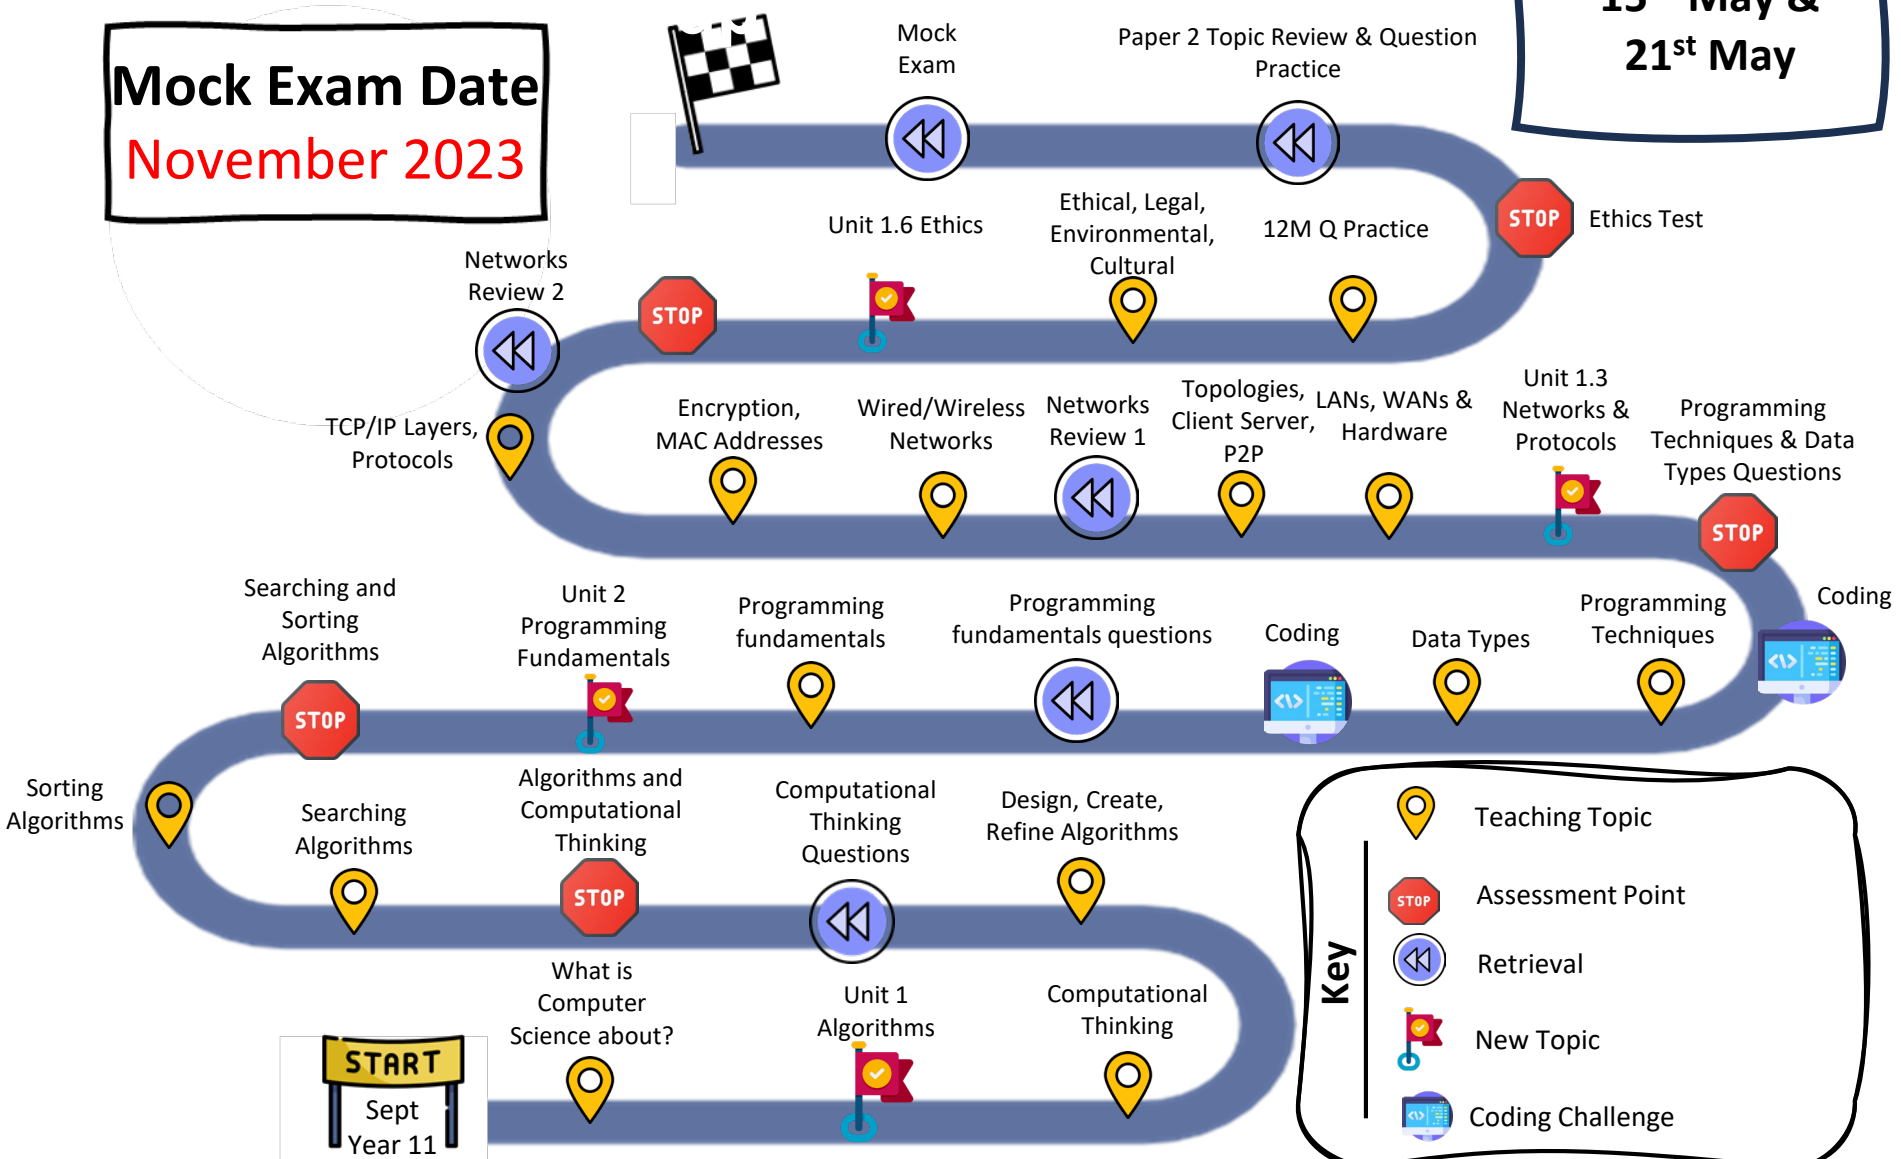 Mock Exam Date
November 2023
Mock
Exam
Paper 2 Topic Review & Question
Practice
May &
21st May
Unit 1.6 Ethics
Ethical, Legal,
Environmental,
Cultural
12M Q Practice
STOP
Ethics Test
Networks
Review 2
STOP
TCP/IP Layers,
Protocols
Encryption,
MAC Addresses
Wired/Wireless
Networks
Networks
Review 1
Topologies,
Client Server,
P2P
LANs, WANs &
Hardware
Unit 1.3
Networks &
Protocols
Programming
Techniques & Data
Types Questions
STOP
Searching and
Sorting
Algorithms
STOP
Unit 2
Programming
Fundamentals
Programming
fundamentals
Programming
fundamentals questions
Coding
Data Types
Programming
Techniques
Coding
Sorting
Algorithms
Searching
Algorithms
Algorithms and
Computational
Thinking
STOP
Computational
Thinking
Questions
Design, Create,
Refine Algorithms
START
Sept
Year 11
What is
Computer
Science about?
Unit 1
Algorithms
Computational
Thinking
Key
Teaching Topic
STOP
Assessment Point
Retrieval
New Topic
Coding Challenge